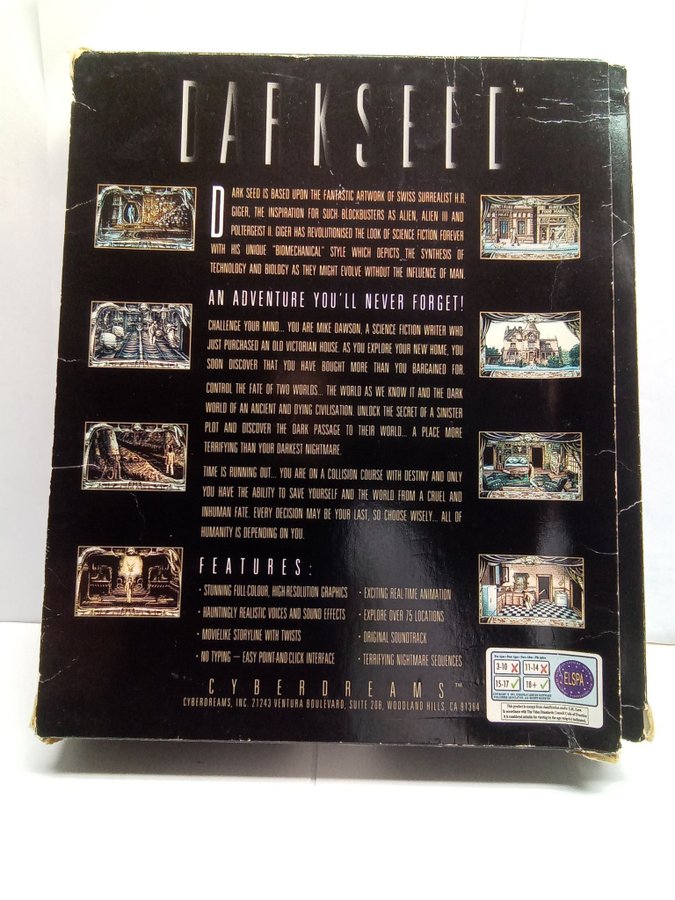 DARKSEED™
DARK SEED IS BASED UPON THE FANTASTIC ARTWORK OF SWISS SURREALIST H.R.
GIGER, THE INSPIRATION FOR SUCH BLOCKBUSTERS AS ALIEN, ALIEN III AND
POLTERGEIST II. GIGER HAS REVOLUTIONISED THE LOOK OF SCIENCE FICTION FOREVER
WITH HIS UNIQUE "BIOMECHANICAL" STYLE WHICH DEPICTS THE SYNTHESIS OF
TECHNOLOGY AND BIOLOGY AS THEY MIGHT EVOLVE WITHOUT THE INFLUENCE OF MAN.
AN ADVENTURE YOU'LL NEVER FORGET!
CHALLENGE YOUR MIND... YOU ARE MIKE DAWSON, A SCIENCE FICTION WRITER WHO
JUST PURCHASED AN OLD VICTORIAN HOUSE. AS YOU EXPLORE YOUR NEW HOME, YOU
SOON DISCOVER THAT YOU HAVE BOUGHT MORE THAN YOU BARGAINED FOR.
CONTROL THE FATE OF TWO WORLDS... THE WORLD AS WE KNOW IT AND THE DARK
WORLD OF AN ANCIENT AND DYING CIVILISATION. UNLOCK THE SECRET OF A SINISTER
PLOT AND DISCOVER THE DARK PASSAGE TO THEIR WORLD... A PLACE MORE
TERRIFYING THAN YOUR DARKEST NIGHTMARE.
TIME IS RUNNING OUT... YOU ARE ON A COLLISION COURSE WITH DESTINY AND ONLY
YOU HAVE THE ABILITY TO SAVE YOURSELF AND THE WORLD FROM A CRUEL AND
INHUMAN FATE. EVERY DECISION MAY BE YOUR LAST, SO CHOOSE WISELY... ALL OF
HUMANITY IS DEPENDING ON YOU.
FEATURES:
· STUNNING FULL-COLOUR, HIGH RESOLUTION GRAPHICS
· HAUNTINGLY REALISTIC VOICES AND SOUND EFFECTS
· MOVIELIKE STORYLINE WITH TWISTS
· NO TYPING — EASY POINT-AND-CLICK INTERFACE
· EXCITING REAL-TIME ANIMATION
· EXPLORE OVER 75 LOCATIONS
· ORIGINAL SOUNDTRACK
· TERRIFYING NIGHTMARE SEQUENCES
CYBERDREAMS™
CYBERDREAMS, INC. 21243 VENTURA BOULEVARD, SUITE 208, WOODLAND HILLS, CA 91364
3-10
11-14
15-17
18+
ELSPA